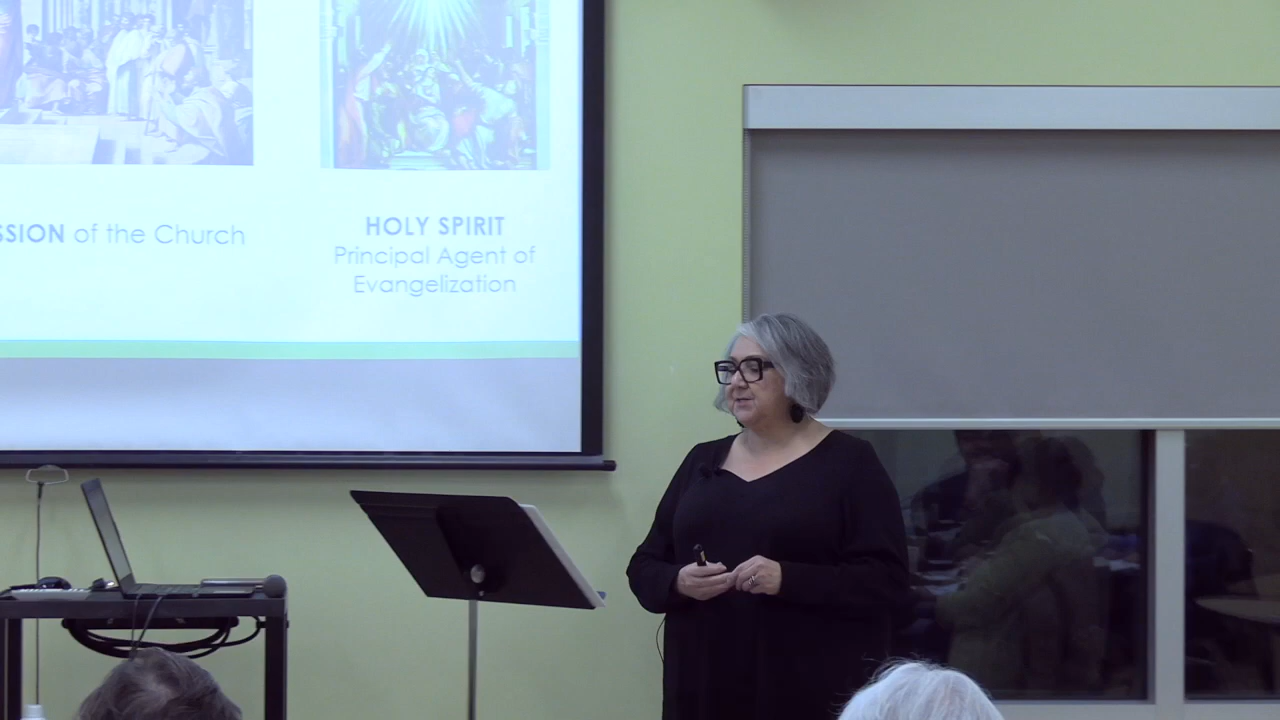 SSION of the Church
HOLY SPIRIT
Principal Agent of
Evangelization